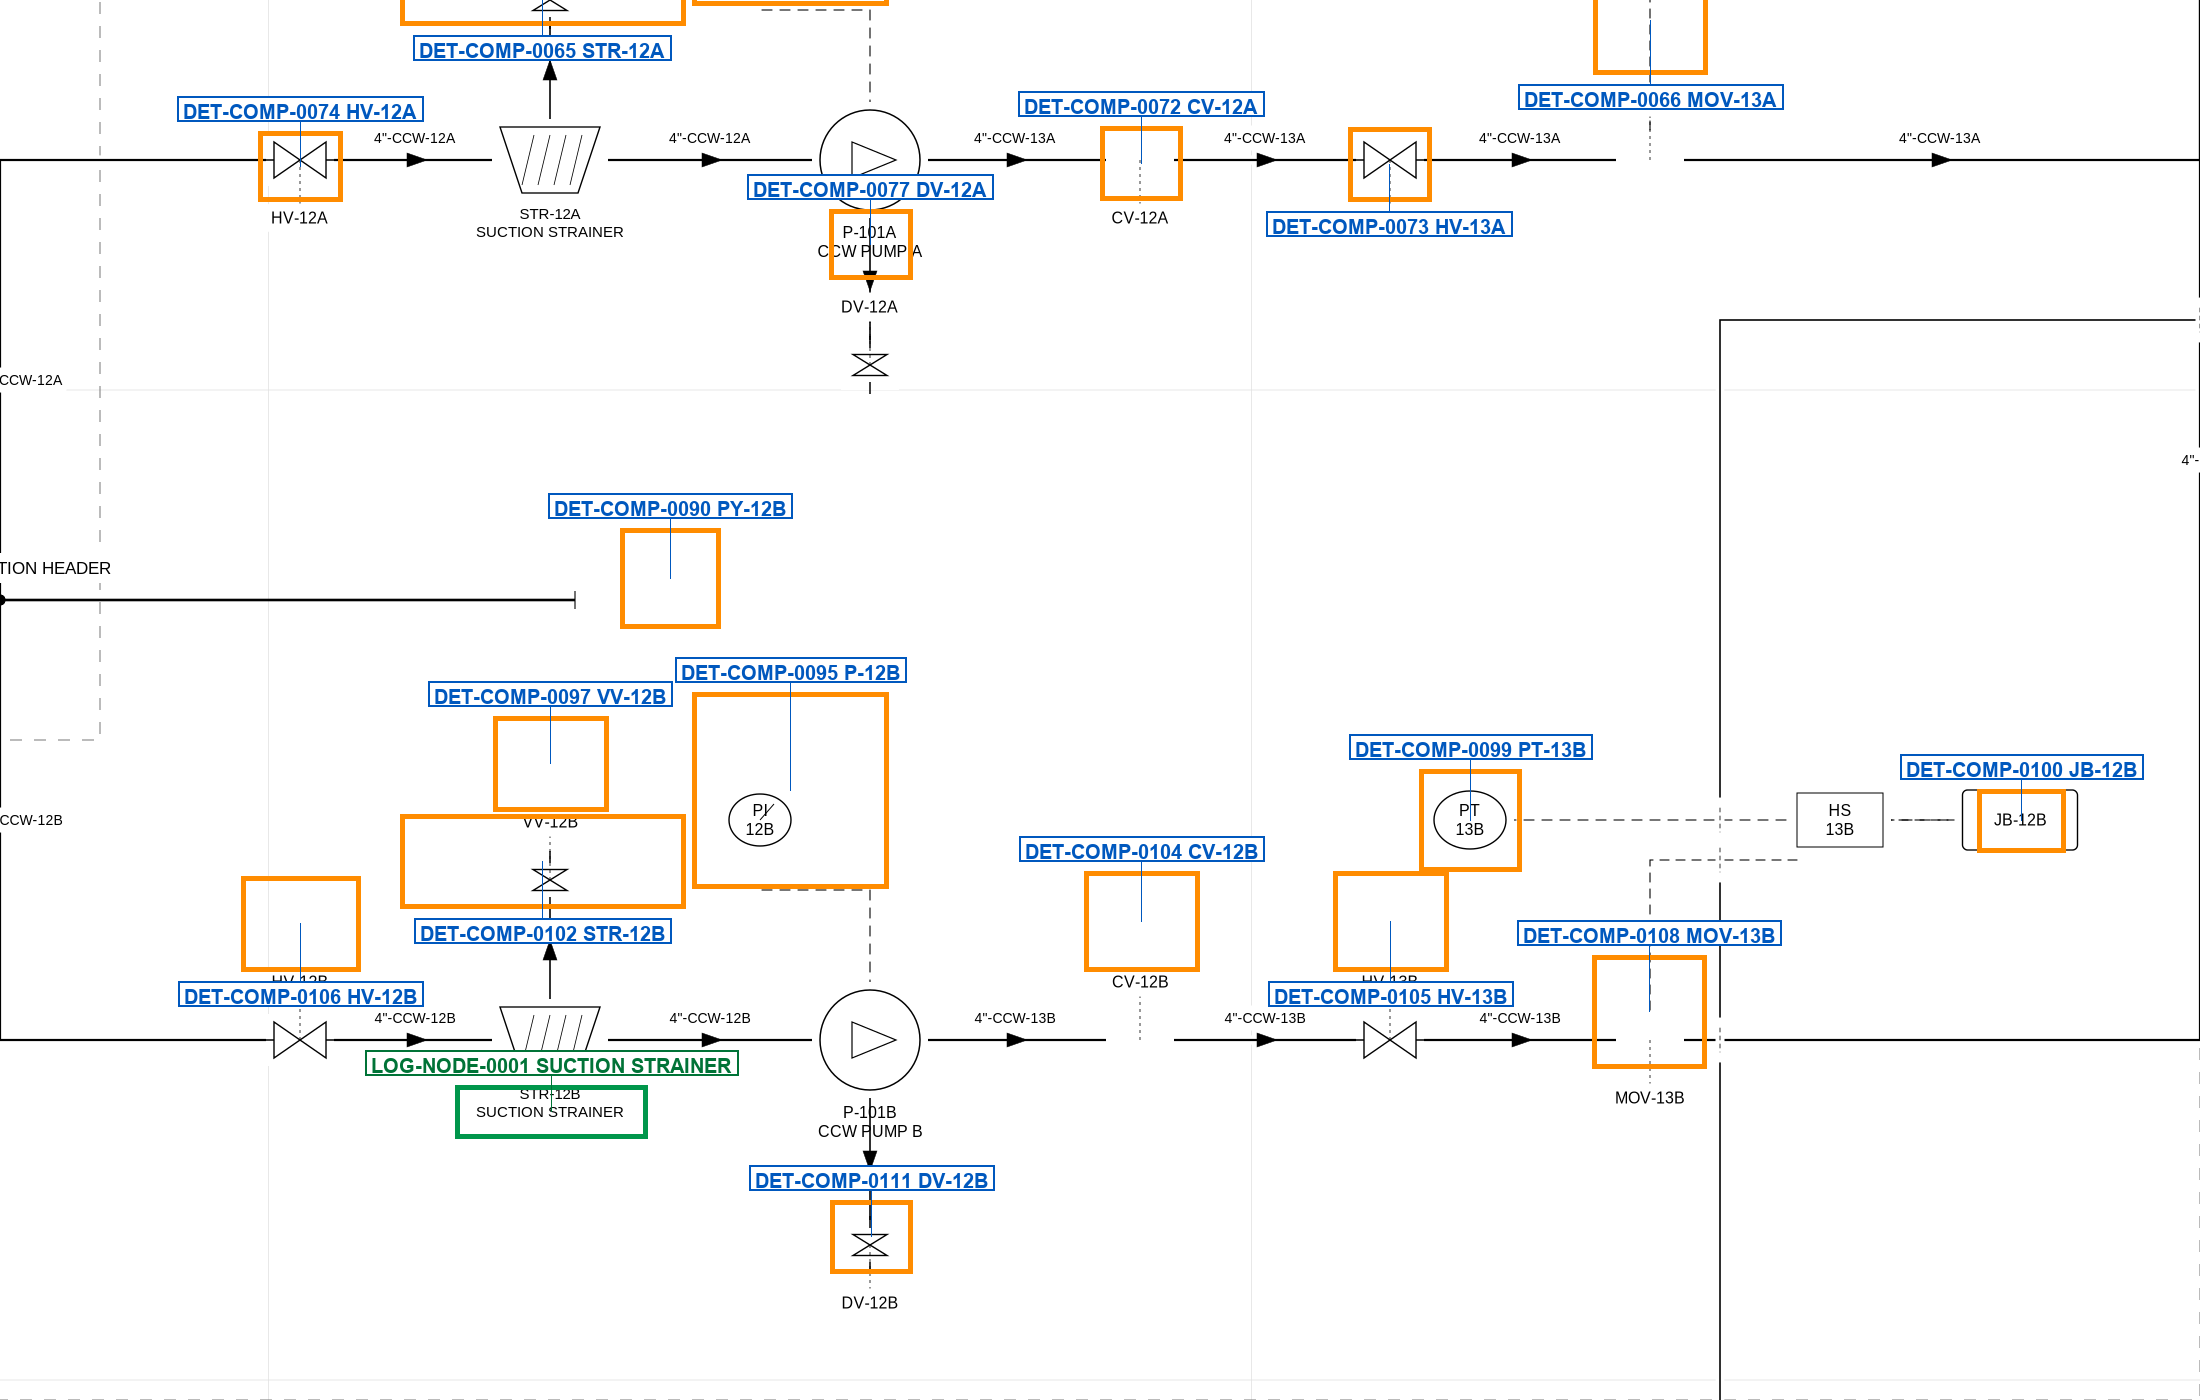 DET-COMP-0065 STR-12A
DET-COMP-0074 HV-12A
DET-COMP-0072 CV-12A
DET-COMP-0066 MOV-13A
4"-CCW-12A
4"-CCW-12A
4"-CCW-13A
4"-CCW-13A
4"-CCW-13A
4"-CCW-13A
DET-COMP-0077 DV-12A
HV-12A
STR-12A
SUCTION STRAINER
P-101A
CCW PUMP A
CV-12A
DET-COMP-0073 HV-13A
DV-12A
CCW-12A
4"-
DET-COMP-0090 PY-12B
TION HEADER
DET-COMP-0095 P-12B
DET-COMP-0097 VV-12B
DET-COMP-0099 PT-13B
DET-COMP-0100 JB-12B
PI
12B
PT
13B
HS
13B
JB-12B
CCW-12B
VV-12B
DET-COMP-0104 CV-12B
DET-COMP-0102 STR-12B
DET-COMP-0108 MOV-13B
HV-12B
CV-12B
HV-13B
DET-COMP-0106 HV-12B
DET-COMP-0105 HV-13B
4"-CCW-12B
4"-CCW-12B
4"-CCW-13B
4"-CCW-13B
4"-CCW-13B
LOG-NODE-0001 SUCTION STRAINER
STR-12B
SUCTION STRAINER
P-101B
CCW PUMP B
MOV-13B
DET-COMP-0111 DV-12B
DV-12B